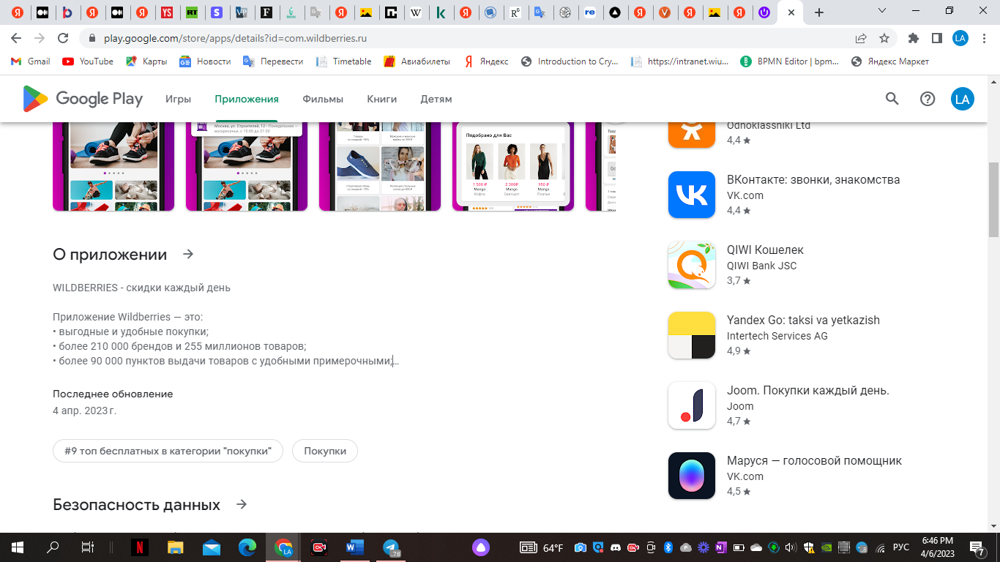 play.google.com/store/apps/details?id=com.wildberries.ru
LA
Gmail
YouTube
Карты
Новости
Перевести
Timetable
Авиабилеты
Яндекс
Introduction to Cry...
https://intranet.wiu...
BPMN Editor | bpm...
Яндекс Маркет
Google Play
Игры
Приложения
Фильмы
Книги
Детям
LA
Москва, ул. Строителей, 12 • Понедельник –
воскресенье, с 10:00 до 21:00
Подобрано для Вас
1 500 ₽
Mango
Кофта
2 300₽
Mango
Свитшот
Mango
Платье
Odnoklassniki Ltd
4,4
ВКонтакте: звонки, знакомства
VK.com
4,4
QIWI Кошелек
QIWI Bank JSC
3,7
Yandex Go: taksi va yetkazish
Intertech Services AG
4,9
Joom. Покупки каждый день.
Joom
4,7
Маруся — голосовой помощник
VK.com
4,5
О приложении
WILDBERRIES - скидки каждый день
Приложение Wildberries — это:
• выгодные и удобные покупки;
• более 210 000 брендов и 255 миллионов товаров;
• более 90 000 пунктов выдачи товаров с удобными примерочными;...
Последнее обновление
4 апр. 2023 г.
#9 топ бесплатных в категории "покупки"
Покупки
Безопасность данных
64°F
РУС
6:46 PM
4/6/2023
7